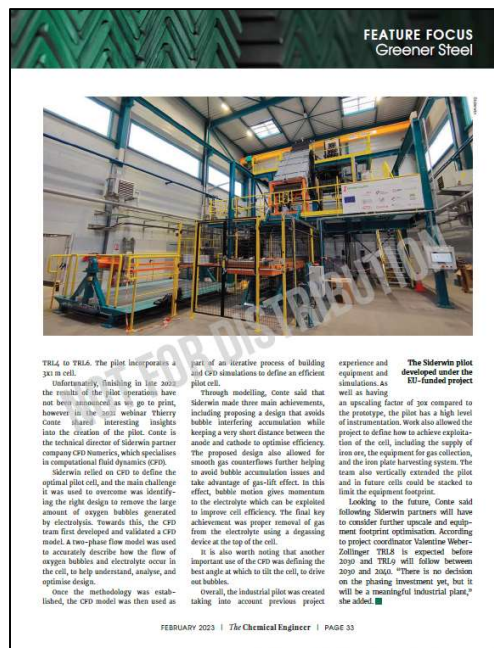 FEATURE FOCUS
Greener Steel
Siderwin
NOT FOR DISTRIBUTION
TRL4 to TRL6. The pilot incorporates a
3x1 m cell.
Unfortunately, finishing in late 2022
the results of the pilot operations have
not been announced as we go to print,
however in the 2021 webinar Thierry
Conte shared interesting insights
into the creation of the pilot. Conte is
the technical director of Siderwin partner
company CFD Numerics, which specialises
in computational fluid dynamics (CFD).
Siderwin relied on CFD to define the
optimal pilot cell, and the main challenge
it was used to overcome was identify-
ing the right design to remove the large
amount of oxygen bubbles generated
by electrolysis. Towards this, the CFD
team first developed and validated a CFD
model. A two-phase flow model was used
to accurately describe how the flow of
oxygen bubbles and electrolyte occur in
the cell, to help understand, analyse, and
optimise design.
Once the methodology was estab-
lished, the CFD model was then used as
part of an iterative process of building
and CFD simulations to define an efficient
pilot cell.
Through modelling, Conte said that
Siderwin made three main achievements,
including proposing a design that avoids
bubble interfering accumulation while
keeping a very short distance between the
anode and cathode to optimise efficiency.
The proposed design also allowed for
smooth gas counterflows further helping
to avoid bubble accumulation issues and
take advantage of gas-lift effect. In this
effect, bubble motion gives momentum
to the electrolyte which can be exploited
to improve cell efficiency. The final key
achievement was proper removal of gas
from the electrolyte using a degassing
device at the top of the cell.
It is also worth noting that another
important use of the CFD was defining the
best angle at which to tilt the cell, to drive
out bubbles.
Overall, the industrial pilot was created
taking into account previous project
experience and
equipment and
simulations. As
well as having
an upscaling factor of 30x compared to
the prototype, the pilot has a high level
of instrumentation. Work also allowed the
project to define how to achieve exploita-
tion of the cell, including the supply of
iron ore, the equipment for gas collection,
and the iron plate harvesting system. The
team also vertically extended the pilot
and in future cells could be stacked to
limit the equipment footprint.
Looking to the future, Conte said
following Siderwin partners will have
to consider further upscale and equip-
ment footprint optimisation. According
to project coordinator Valentine Weber-
Zollinger TRL8 is expected before
2030 and TRL9 will follow between
2030 and 2040. "There is no decision
on the phasing investment yet, but it
will be a meaningful industrial plant,"
she added.
The Siderwin pilot
developed under the
EU-funded project
FEBRUARY 2023 | The Chemical Engineer | PAGE 33